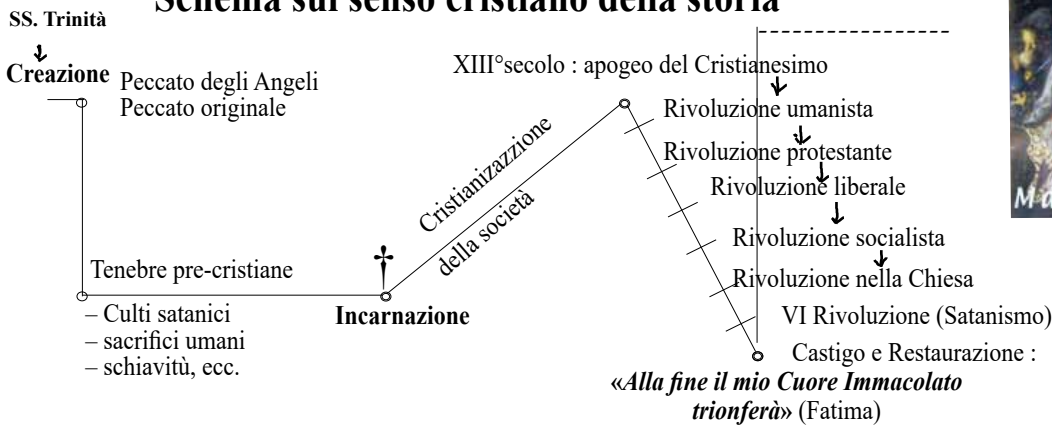 Schema sul senso cristiano della storia
SS. Trinità
Creazione
Peccato degli Angeli
Peccato originale
Tenebre pre-cristiane
– Culti satanici
– sacrifici umani
– schiavitù, ecc.
Incarnazione
Cristianizazzione
della società
XIII°secolo : apogeo del Cristianesimo
Rivoluzione umanista
Rivoluzione protestante
Rivoluzione liberale
Rivoluzione socialista
Rivoluzione nella Chiesa
VI Rivoluzione (Satanismo)
Castigo e Restaurazione :
«Alla fine il mio Cuore Immacolato
trionferà» (Fatima)